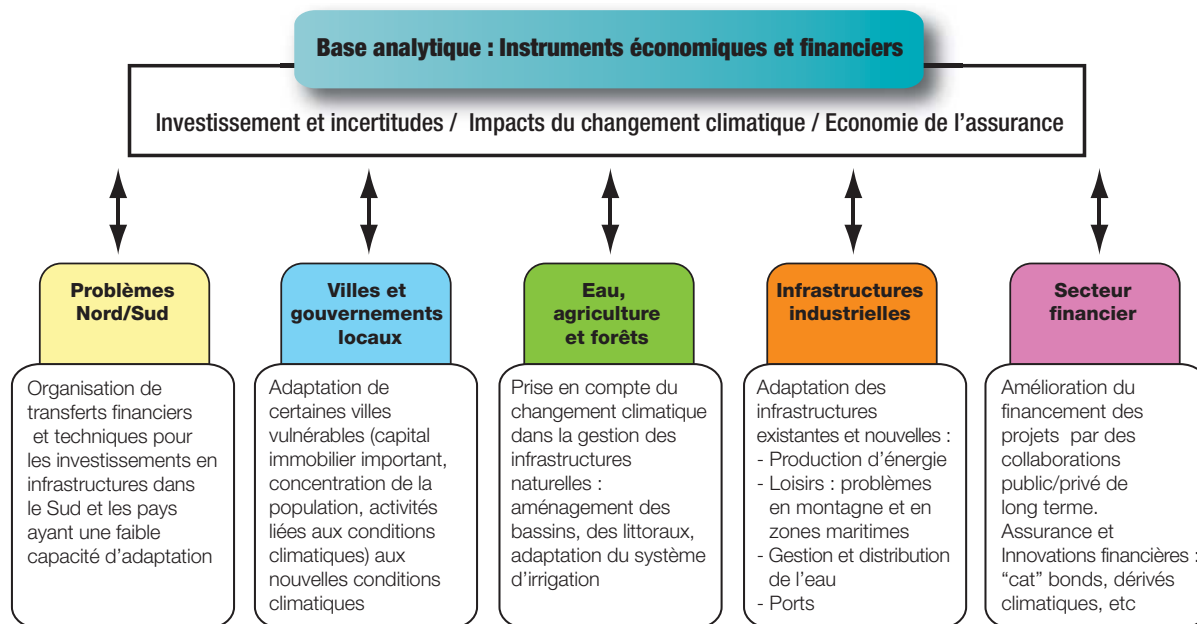 Base analytique : Instruments économiques et financiers
Investissement et incertitudes / Impacts du changement climatique / Economie de l’assurance
Problèmes
Nord/Sud
Organisation de
transferts financiers
et techniques pour
les investissements en
infrastructures dans
le Sud et les pays
ayant une faible
capacité d’adaptation
Villes et
gouvernements
locaux
Adaptation de
certaines villes
vulnérables (capital
immobilier important,
concentration de la
population, activités
liées aux conditions
climatiques) aux
nouvelles conditions
climatiques
Eau,
agriculture
et forêts
Prise en compte du
changement climatique
dans la gestion des
infrastructures
naturelles :
aménagement des
bassins, des littoraux,
adaptation du système
d’irrigation
Infrastructures
industrielles
Adaptation des
infrastructures
existantes et nouvelles :
- Production d’énergie
- Loisirs : problèmes
en montagne et en
zones maritimes
- Gestion et distribution
de l’eau
- Ports
Secteur
financier
Amélioration du
financement des
projets par des
collaborations
public/privé de
long terme.
Assurance et
Innovations financières :
“cat” bonds, dérivés
climatiques, etc